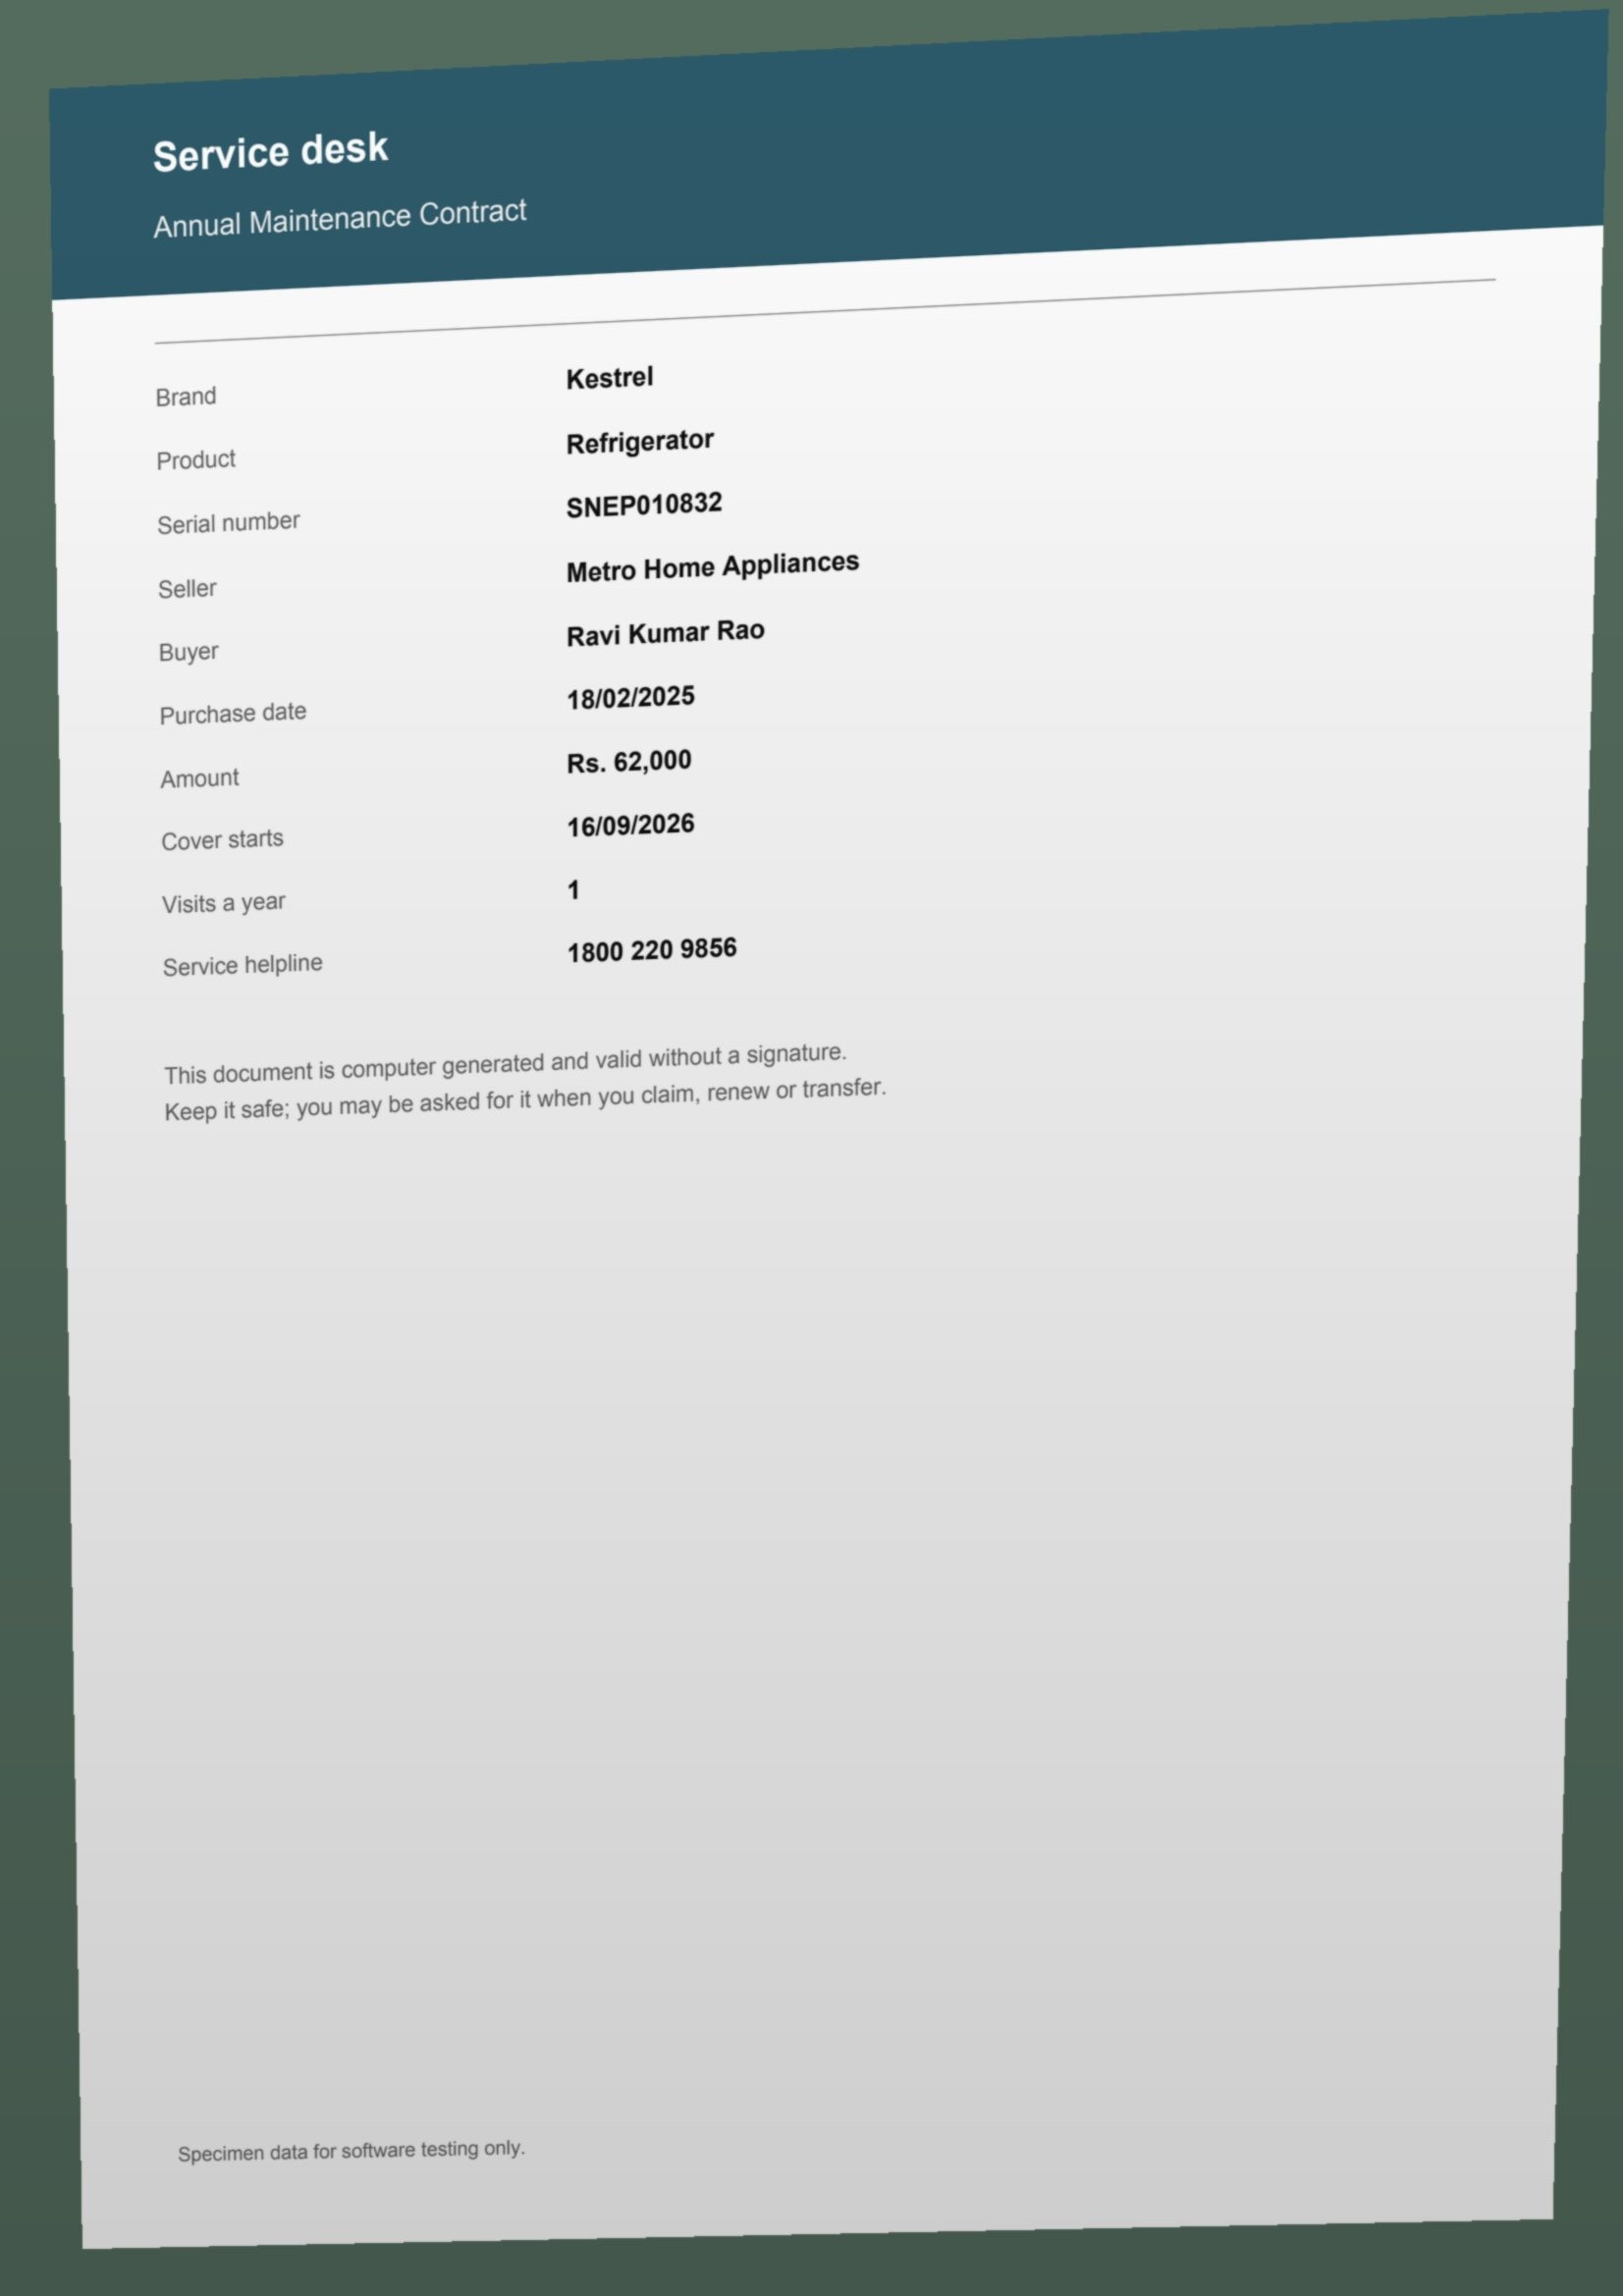 Service desk
Annual Maintenance Contract
Brand Kestrel
Product Refrigerator
Serial number SNEP010832
Seller Metro Home Appliances
Buyer Ravi Kumar Rao
Purchase date 18/02/2025
Amount Rs. 62,000
Cover starts 16/09/2026
Visits a year 1
Service helpline 1800 220 9856
This document is computer generated and valid without a signature.
Keep it safe; you may be asked for it when you claim, renew or transfer.
Specimen data for software testing only.